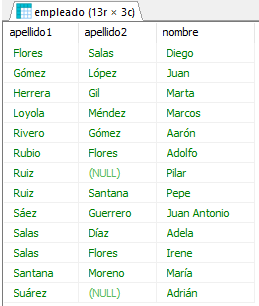 empleado (13r × 3c)
apellido1 apellido2 nombre
Flores Salas Diego
Gómez López Juan
Herrera Gil Marta
Loyola Méndez Marcos
Rivero Gómez Aarón
Rubio Flores Adolfo
Ruiz (NULL) Pilar
Ruiz Santana Pepe
Sáez Guerrero Juan Antonio
Salas Díaz Adela
Salas Flores Irene
Santana Moreno María
Suárez (NULL) Adrián